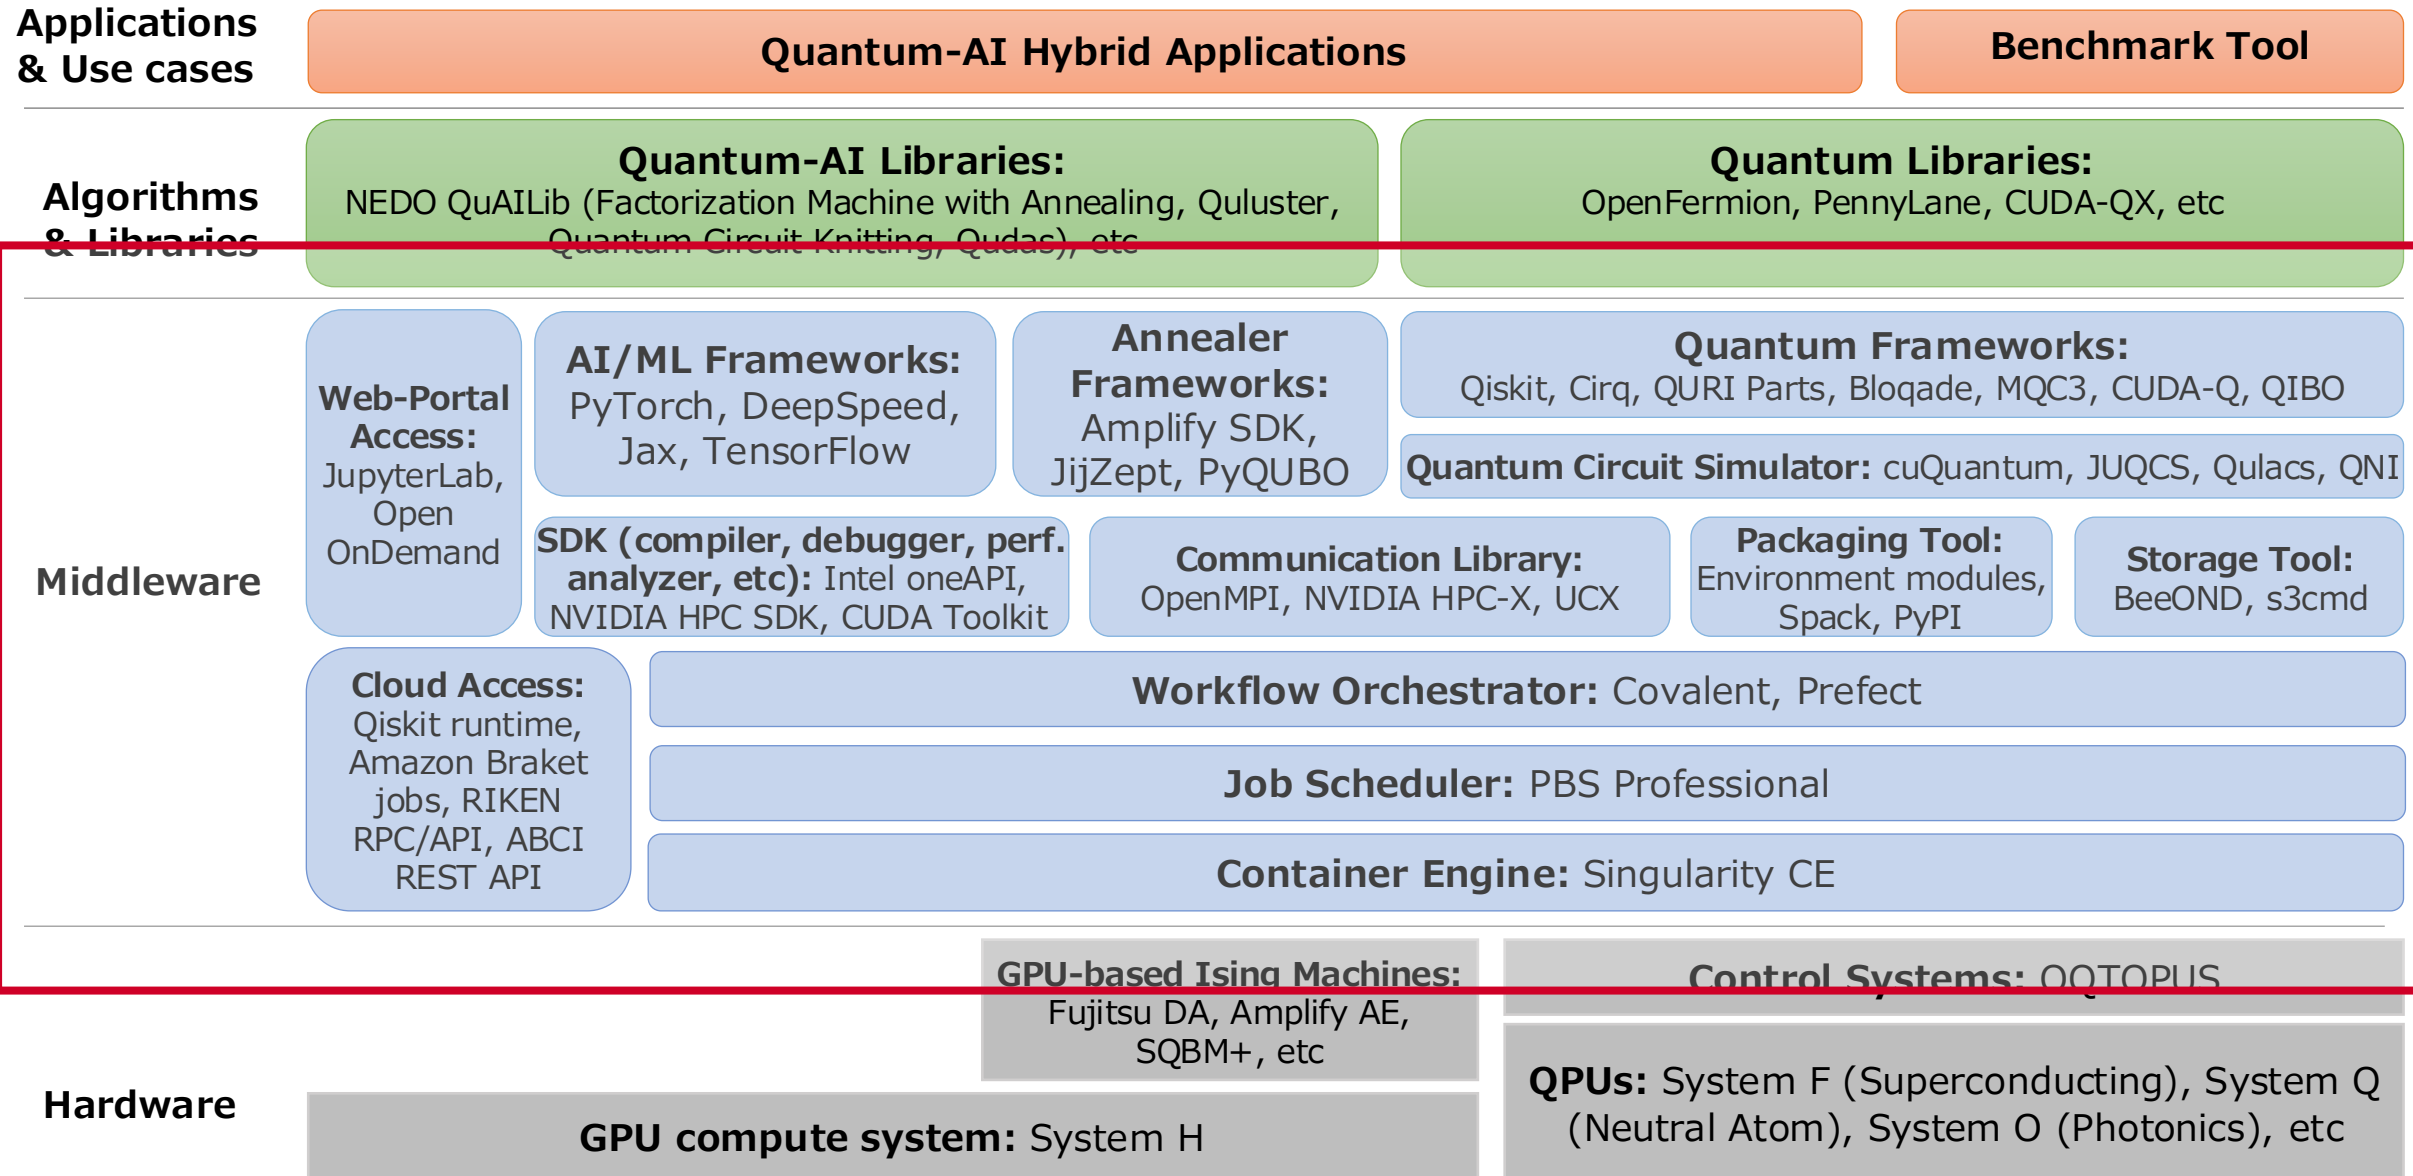 Applications
& Use cases
Quantum-AI Hybrid Applications
Benchmark Tool
Algorithms
& Libraries
Quantum-AI Libraries:
NEDO QuAILib (Factorization Machine with Annealing, Quluster,
Quantum Circuit Knitting, Qudas), etc
Quantum Libraries:
OpenFermion, PennyLane, CUDA-QX, etc
Middleware
Web-Portal
Access:
JupyterLab,
Open
OnDemand
AI/ML Frameworks:
PyTorch, DeepSpeed,
Jax, TensorFlow
Annealer
Frameworks:
Amplify SDK,
JijZept, PyQUBO
Quantum Frameworks:
Qiskit, Cirq, QURI Parts, Bloqade, MQC3, CUDA-Q, QIBO
Quantum Circuit Simulator: cuQuantum, JUQCS, Qulacs, QNI
SDK (compiler, debugger, perf.
analyzer, etc): Intel oneAPI,
NVIDIA HPC SDK, CUDA Toolkit
Communication Library:
OpenMPI, NVIDIA HPC-X, UCX
Packaging Tool:
Environment modules,
Spack, PyPI
Storage Tool:
BeeOND, s3cmd
Cloud Access:
Qiskit runtime,
Amazon Braket
jobs, RIKEN
RPC/API, ABCI
REST API
Workflow Orchestrator: Covalent, Prefect
Job Scheduler: PBS Professional
Container Engine: Singularity CE
Hardware
GPU-based Ising Machines:
Fujitsu DA, Amplify AE,
SQBM+, etc
Control Systems: OQTOPUS
GPU compute system: System H
QPUs: System F (Superconducting), System Q
(Neutral Atom), System O (Photonics), etc